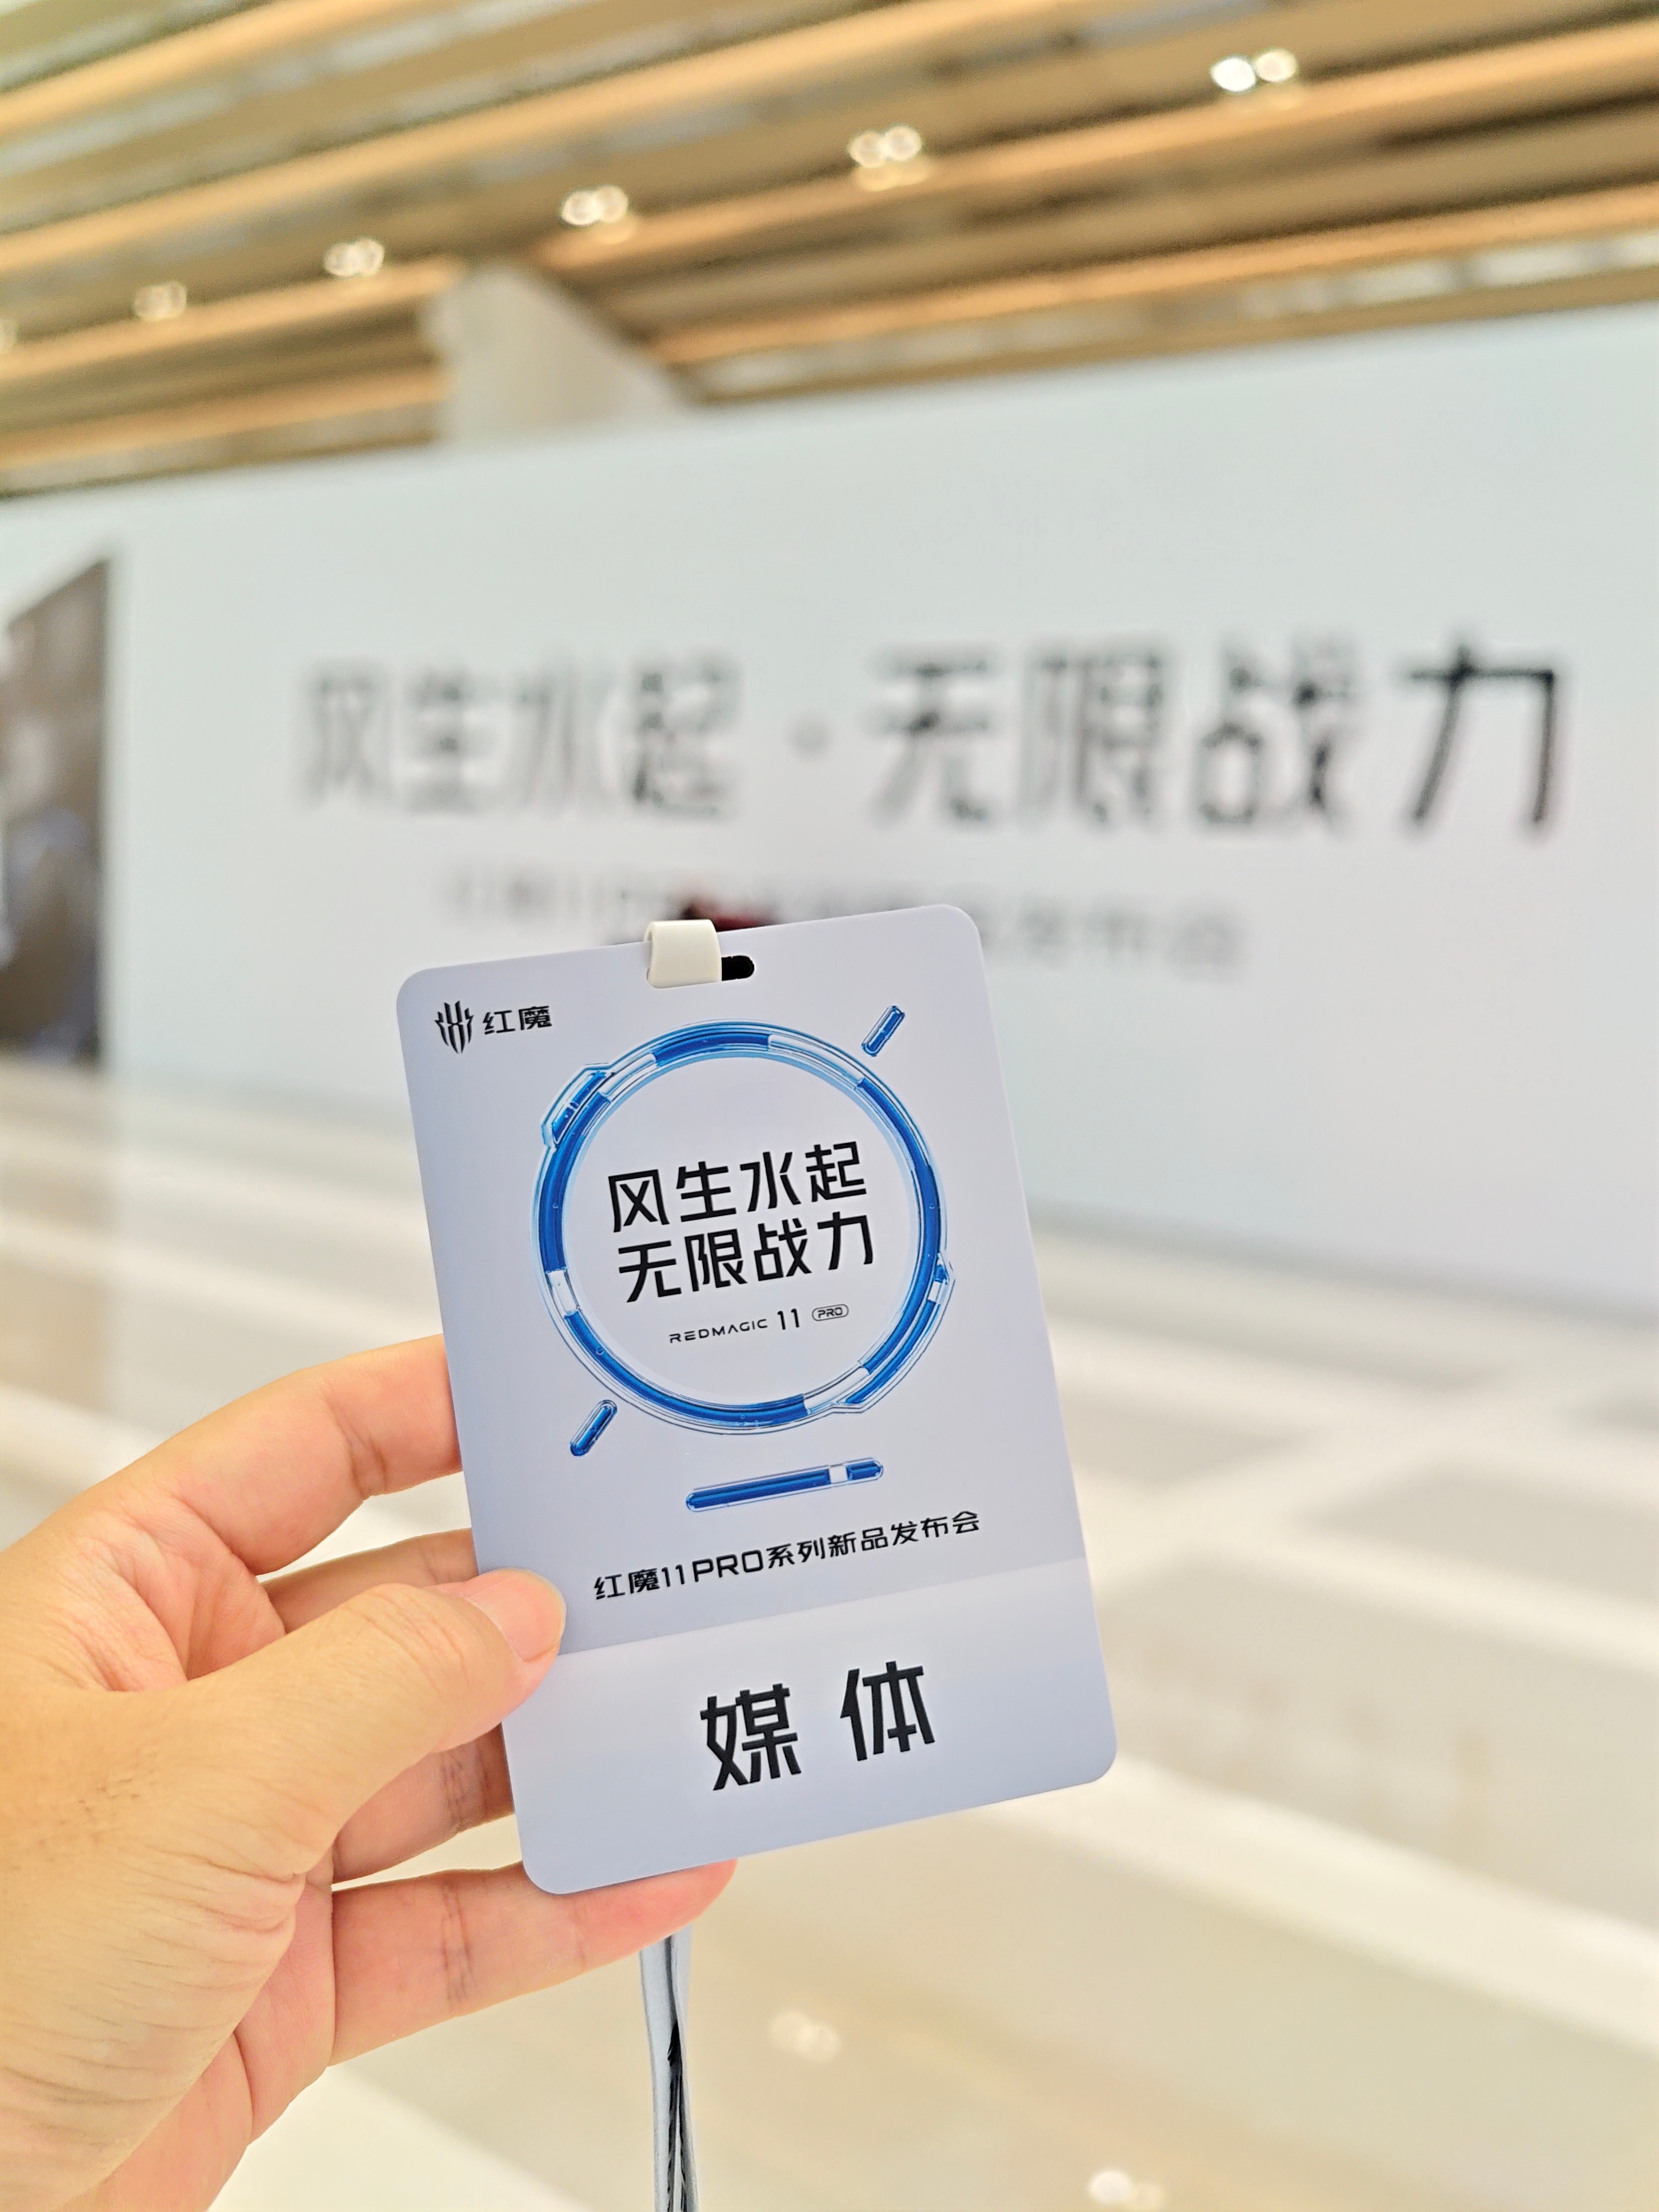 风生水起·无限战力
红魔
风生水起
无限战力
REDMAGIC 11 PRO
红魔11PRO系列新品发布会
媒体